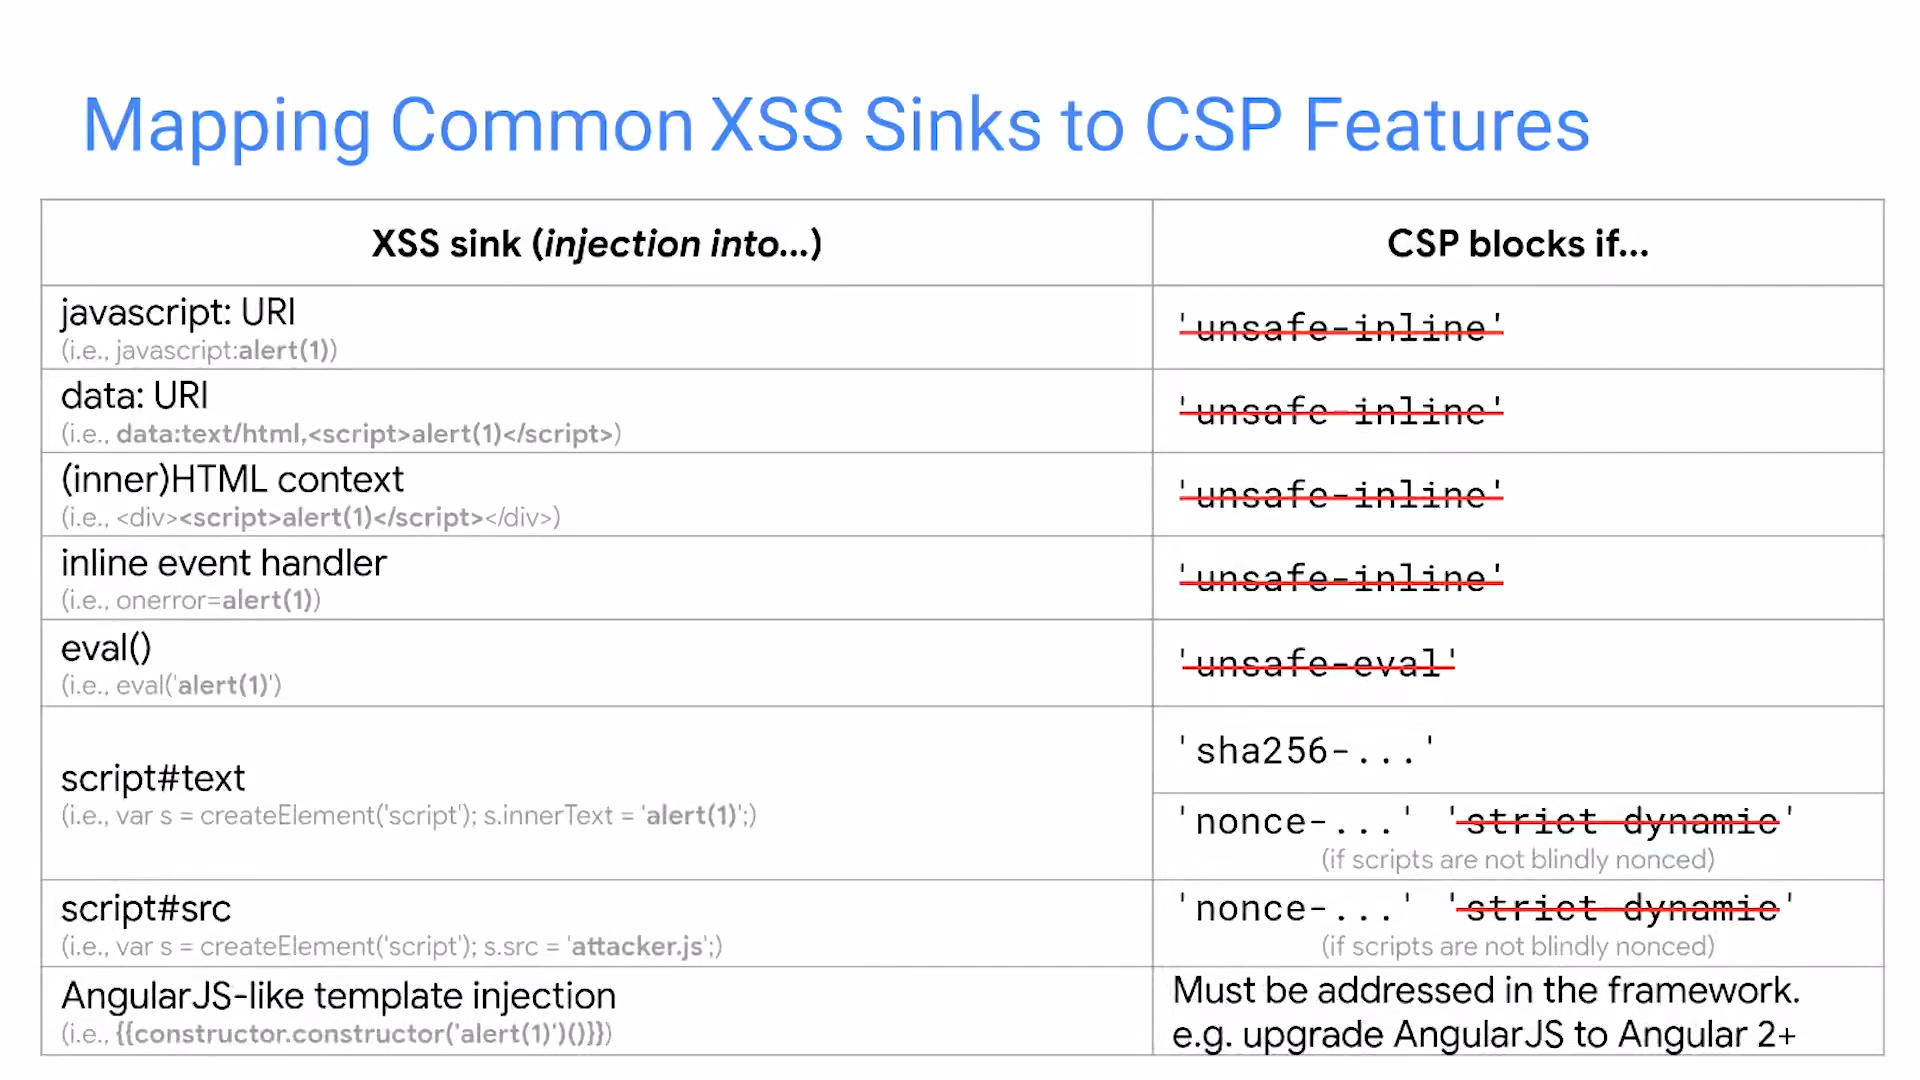 Mapping Common XSS Sinks to CSP Features
XSS sink (injection into...)
CSP blocks if...
javascript: URI
(i.e., javascript:alert(1))
'unsafe-inline'
data: URI
(i.e., data:text/html,<script>alert(1)</script>)
'unsafe-inline'
(inner)HTML context
(i.e., <div><script>alert(1)</script></div>)
'unsafe-inline'
inline event handler
(i.e., onerror=alert(1))
'unsafe-inline'
eval()
(i.e., eval('alert(1)')
'unsafe-eval'
script#text
(i.e., var s = createElement('script'); s.innerText = 'alert(1)';)
'sha256-...'
'nonce-...' 'strict-dynamic'
(if scripts are not blindly nonced)
script#src
(i.e., var s = createElement('script'); s.src = 'attacker.js';)
'nonce-...' 'strict-dynamic'
(if scripts are not blindly nonced)
AngularJS-like template injection
(i.e., {{constructor.constructor('alert(1)')()}})
Must be addressed in the framework.
e.g. upgrade AngularJS to Angular 2+